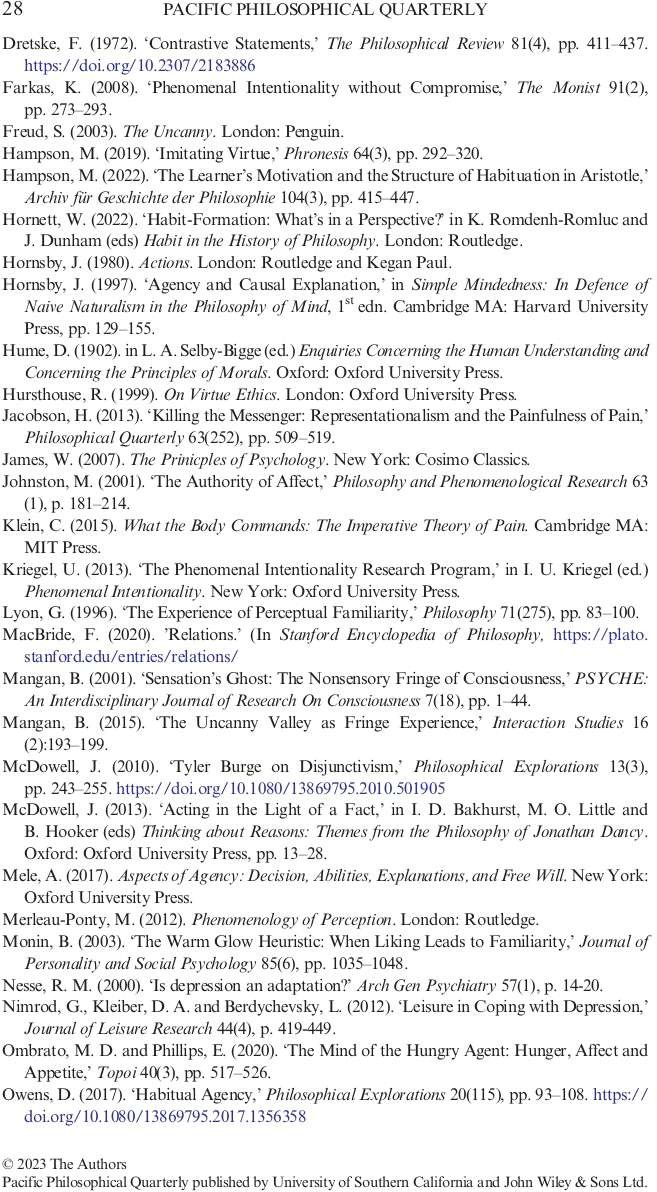 28 PACIFIC PHILOSOPHICAL QUARTERLY
Dretske, F. (1972). ‘Contrastive Statements,’ The Philosophical Review 81(4), pp. 411–437.
https://doi.org/10.2307/2183886
Farkas, K. (2008). ‘Phenomenal Intentionality without Compromise,’ The Monist 91(2),
pp. 273–293.
Freud, S. (2003). The Uncanny. London: Penguin.
Hampson, M. (2019). ‘Imitating Virtue,’ Phronesis 64(3), pp. 292–320.
Hampson, M. (2022). ‘The Learner’s Motivation and the Structure of Habituation in Aristotle,’
Archiv für Geschichte der Philosophie 104(3), pp. 415–447.
Hornett, W. (2022). ‘Habit-Formation: What’s in a Perspective?’ in K. Romdenh-Romluc and
J. Dunham (eds) Habit in the History of Philosophy. London: Routledge.
Hornsby, J. (1980). Actions. London: Routledge and Kegan Paul.
Hornsby, J. (1997). ‘Agency and Causal Explanation,’ in Simple Mindedness: In Defence of
Naive Naturalism in the Philosophy of Mind, 1st edn. Cambridge MA: Harvard University
Press, pp. 129–155.
Hume, D. (1902). in L. A. Selby-Bigge (ed.) Enquiries Concerning the Human Understanding and
Concerning the Principles of Morals. Oxford: Oxford University Press.
Hursthouse, R. (1999). On Virtue Ethics. London: Oxford University Press.
Jacobson, H. (2013). ‘Killing the Messenger: Representationalism and the Painfulness of Pain,’
Philosophical Quarterly 63(252), pp. 509–519.
James, W. (2007). The Prinicples of Psychology. New York: Cosimo Classics.
Johnston, M. (2001). ‘The Authority of Affect,’ Philosophy and Phenomenological Research 63
(1), p. 181–214.
Klein, C. (2015). What the Body Commands: The Imperative Theory of Pain. Cambridge MA:
MIT Press.
Kriegel, U. (2013). ‘The Phenomenal Intentionality Research Program,’ in I. U. Kriegel (ed.)
Phenomenal Intentionality. New York: Oxford University Press.
Lyon, G. (1996). ‘The Experience of Perceptual Familiarity,’ Philosophy 71(275), pp. 83–100.
MacBride, F. (2020). ’Relations.’ (In Stanford Encyclopedia of Philosophy, https://plato.
stanford.edu/entries/relations/
Mangan, B. (2001). ‘Sensation’s Ghost: The Nonsensory Fringe of Consciousness,’ PSYCHE:
An Interdisciplinary Journal of Research On Consciousness 7(18), pp. 1–44.
Mangan, B. (2015). ‘The Uncanny Valley as Fringe Experience,’ Interaction Studies 16
(2):193–199.
McDowell, J. (2010). ‘Tyler Burge on Disjunctivism,’ Philosophical Explorations 13(3),
pp. 243–255. https://doi.org/10.1080/13869795.2010.501905
McDowell, J. (2013). ‘Acting in the Light of a Fact,’ in I. D. Bakhurst, M. O. Little and
B. Hooker (eds) Thinking about Reasons: Themes from the Philosophy of Jonathan Dancy.
Oxford: Oxford University Press, pp. 13–28.
Mele, A. (2017). Aspects of Agency: Decision, Abilities, Explanations, and Free Will. New York:
Oxford University Press.
Merleau-Ponty, M. (2012). Phenomenology of Perception. London: Routledge.
Monin, B. (2003). ‘The Warm Glow Heuristic: When Liking Leads to Familiarity,’ Journal of
Personality and Social Psychology 85(6), pp. 1035–1048.
Nesse, R. M. (2000). ‘Is depression an adaptation?’ Arch Gen Psychiatry 57(1), p. 14-20.
Nimrod, G., Kleiber, D. A. and Berdychevsky, L. (2012). ‘Leisure in Coping with Depression,’
Journal of Leisure Research 44(4), p. 419-449.
Ombrato, M. D. and Phillips, E. (2020). ‘The Mind of the Hungry Agent: Hunger, Affect and
Appetite,’ Topoi 40(3), pp. 517–526.
Owens, D. (2017). ‘Habitual Agency,’ Philosophical Explorations 20(115), pp. 93–108. https://
doi.org/10.1080/13869795.2017.1356358
© 2023 The Authors
Pacific Philosophical Quarterly published by University of Southern California and John Wiley & Sons Ltd.